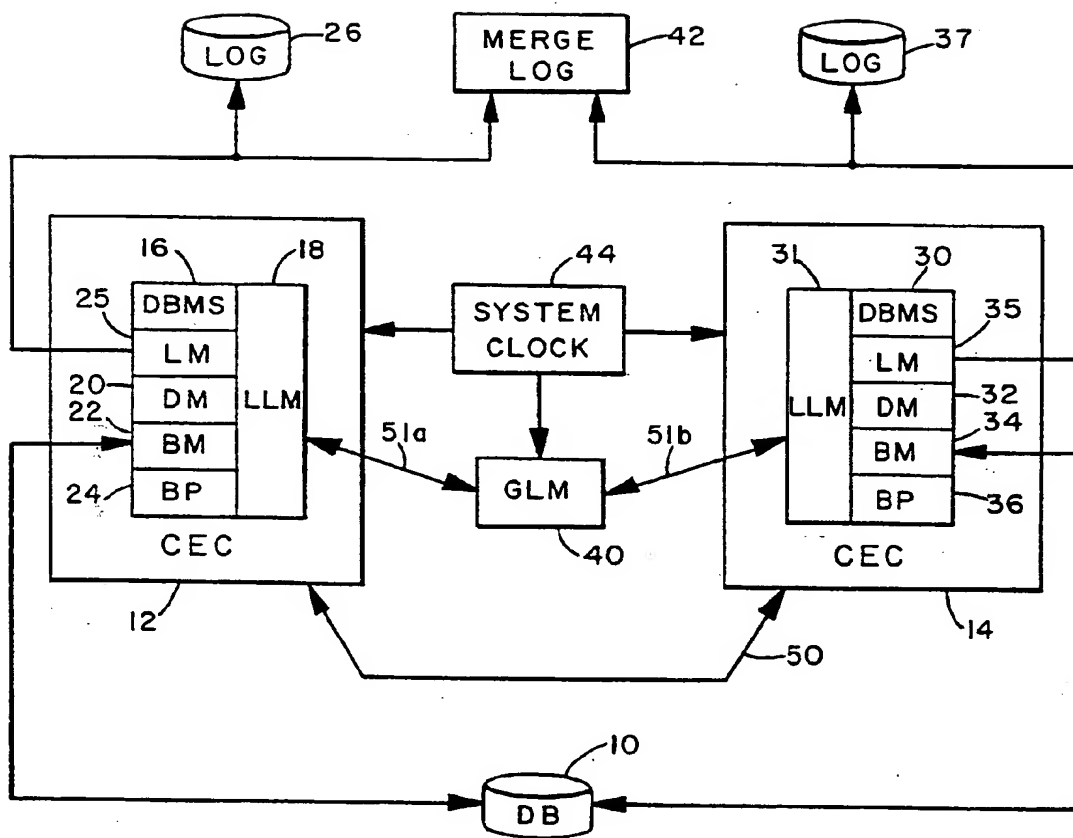 26
LOG
MERGE
LOG
42
37
LOG
16
18
25
DBMS
LM
20
DM
22
BM
24
BP
LLM
CEC
12
44
SYSTEM
CLOCK
51a
51b
GLM
40
31
30
DBMS
35
LM
32
DM
34
BM
BP
36
LLM
CEC
14
50
10
DB